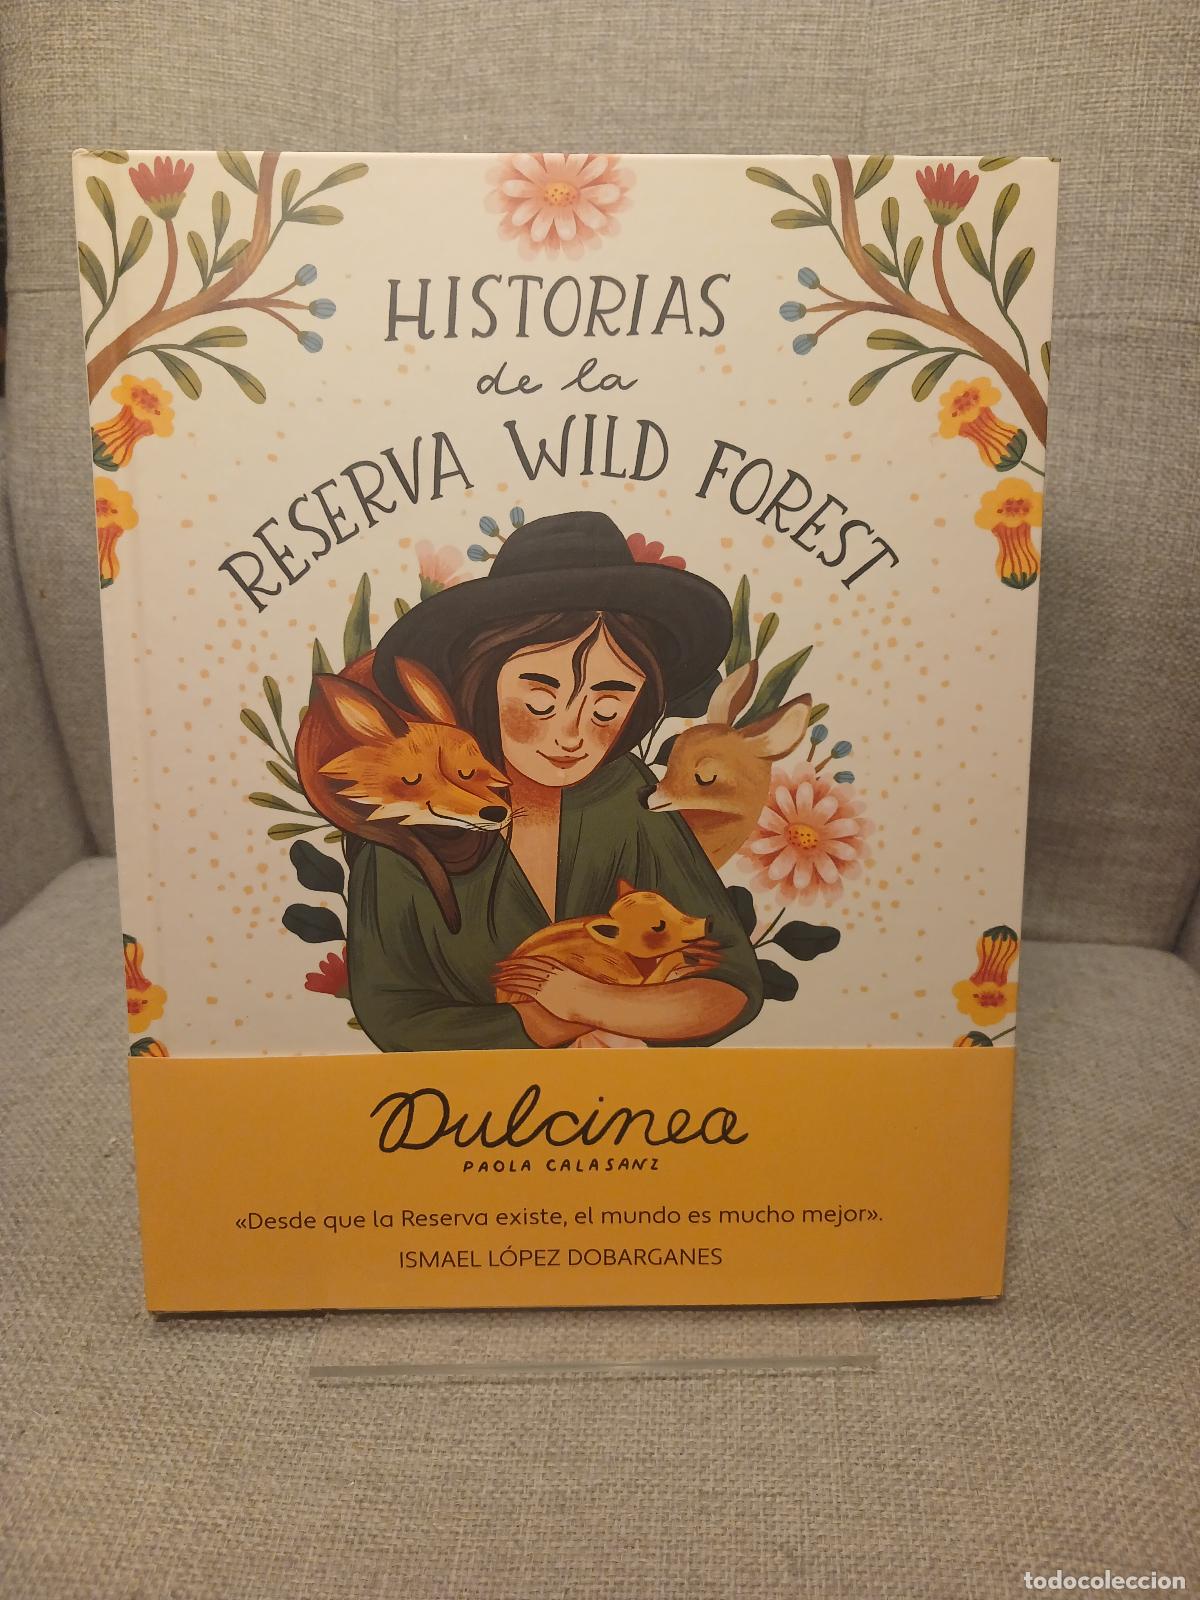 HISTORIAS
de la
RESERVA WILD FOREST
Dulcinea
PAOLA CALASANZ
«Desde que la Reserva existe, el mundo es mucho mejor».
ISMAEL LÓPEZ DOBARGANES
todocoleccion